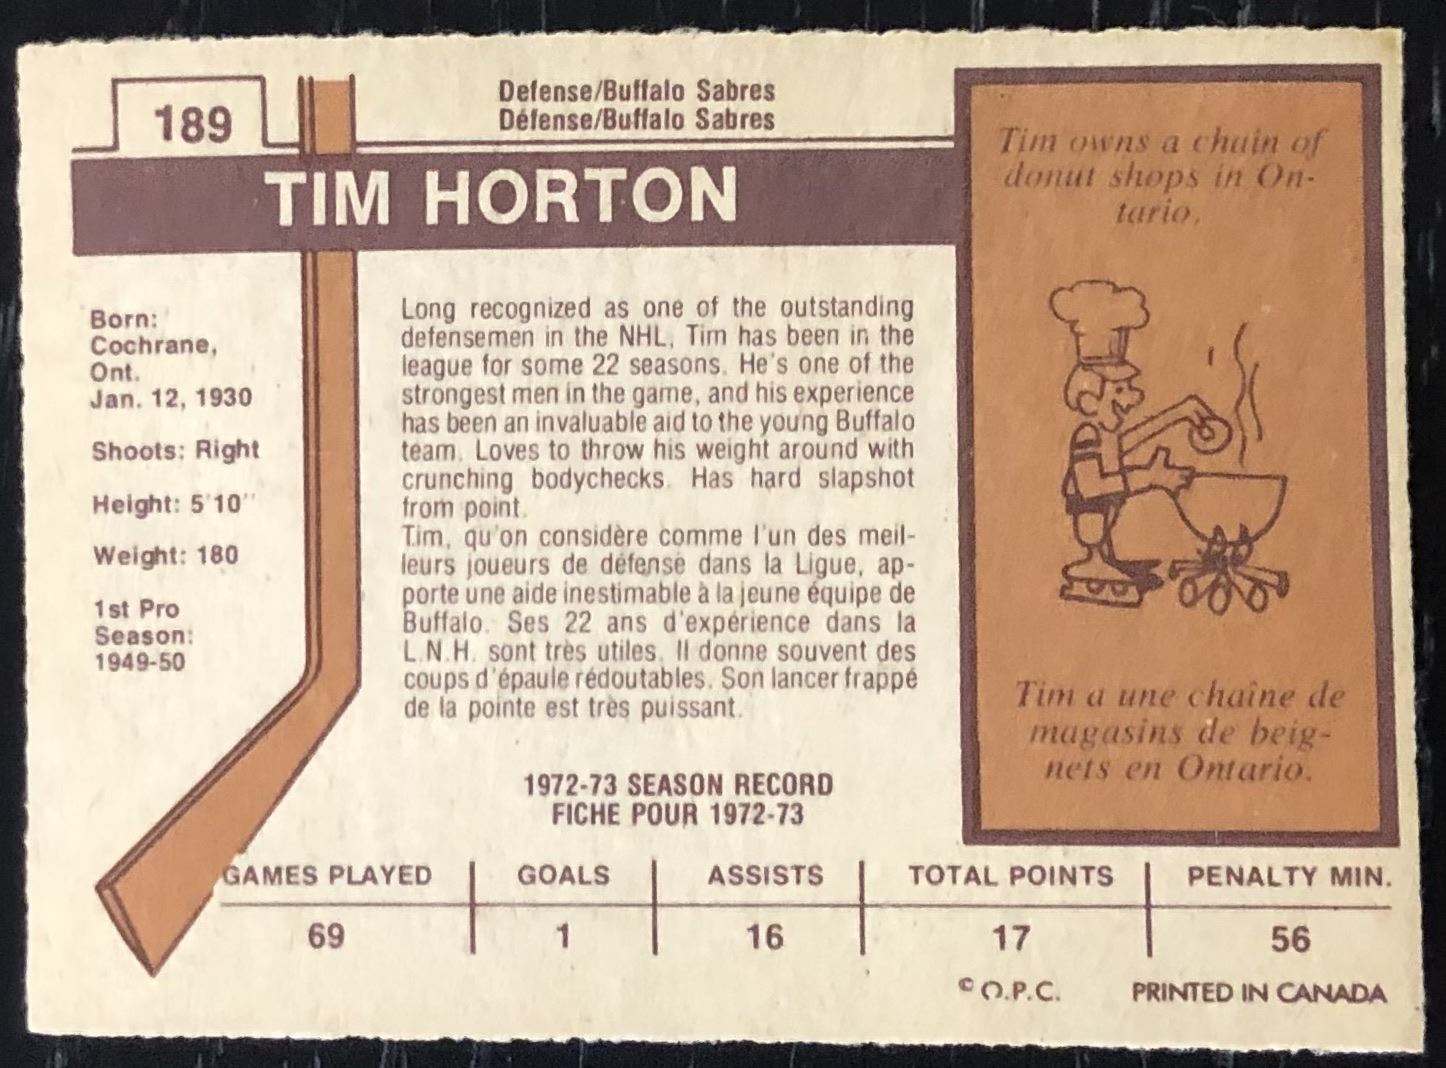 189
Defense/Buffalo Sabres
Défense/Buffalo Sabres
TIM HORTON
Born:
Cochrane,
Ont.
Jan. 12, 1930
Shoots: Right
Height: 5'10''
Weight: 180
1st Pro
Season:
1949-50
Long recognized as one of the outstanding
defensemen in the NHL, Tim has been in the
league for some 22 seasons. He's one of the
strongest men in the game, and his experience
has been an invaluable aid to the young Buffalo
team. Loves to throw his weight around with
crunching bodychecks. Has hard slapshot
from point.
Tim, qu'on considère comme l'un des meil-
leurs joueurs de défense dans la Ligue, ap-
porte une aide inestimable à la jeune équipe de
Buffalo. Ses 22 ans d'expérience dans la
L.N.H. sont très utiles. Il donne souvent des
coups d'épaule rédoutables. Son lancer frappé
de la pointe est très puissant.
Tim owns a chain of
donut shops in On-
tario.
Tim a une chaîne de
magasins de beig-
nets en Ontario.
1972-73 SEASON RECORD
FICHE POUR 1972-73
GAMES PLAYED GOALS ASSISTS TOTAL POINTS PENALTY MIN.
69 1 16 17 56
© O.P.C. PRINTED IN CANADA